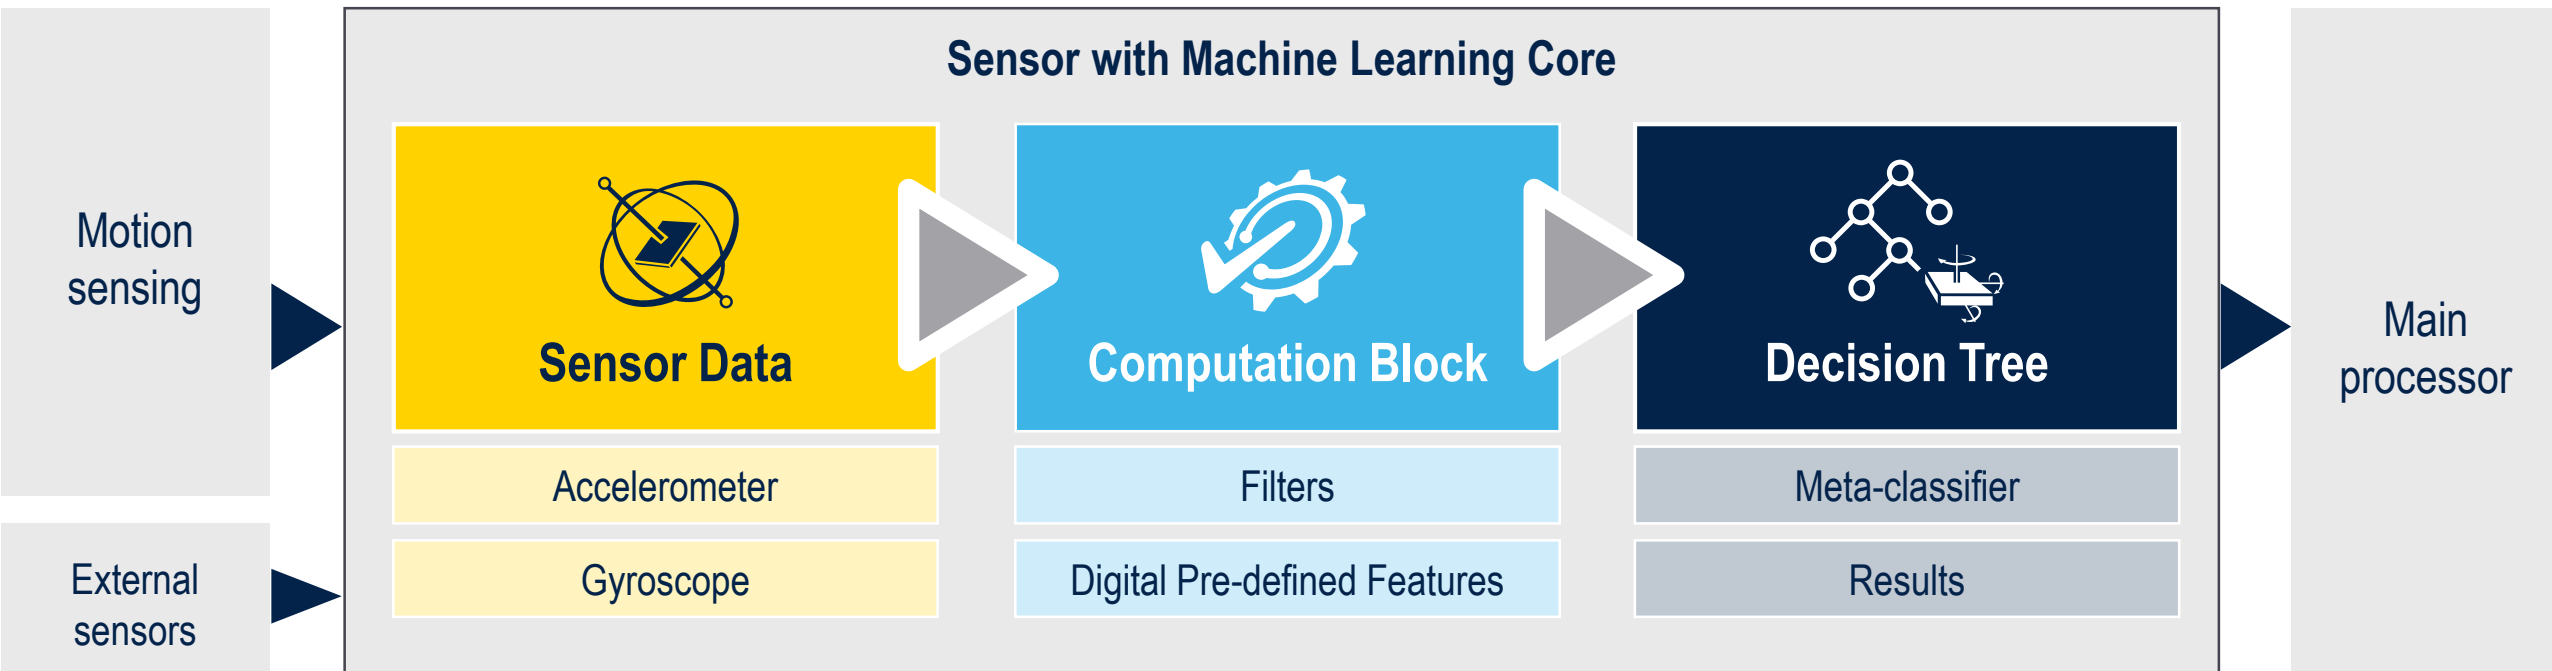 Sensor with Machine Learning Core
Motion
sensing
External
sensors
Sensor Data
Accelerometer
Gyroscope
Computation Block
Filters
Digital Pre-defined Features
Decision Tree
Meta-classifier
Results
Main
processor